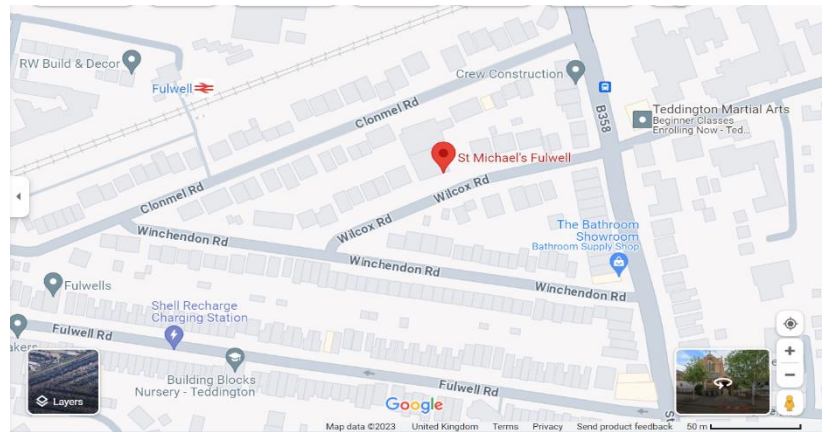 RW Build & Decor
Fulwell
Crew Construction
B358
Teddington Martial Arts
Beginner Classes
Enrolling Now - Ted...
Clonmel Rd
St Michael's Fulwell
Wilcox Rd
Clonmel Rd
Wilcox Rd
Winchendon Rd
The Bathroom
Showroom
Bathroom Supply Shop
Winchendon Rd
Winchendon Rd
Fulwells
Shell Recharge
Charging Station
Fulwell Rd
akers
Building Blocks
Nursery - Teddington
Fulwell Rd
Layers
Google
St
Map data ©2023 United Kingdom Terms Privacy Send product feedback 50 m